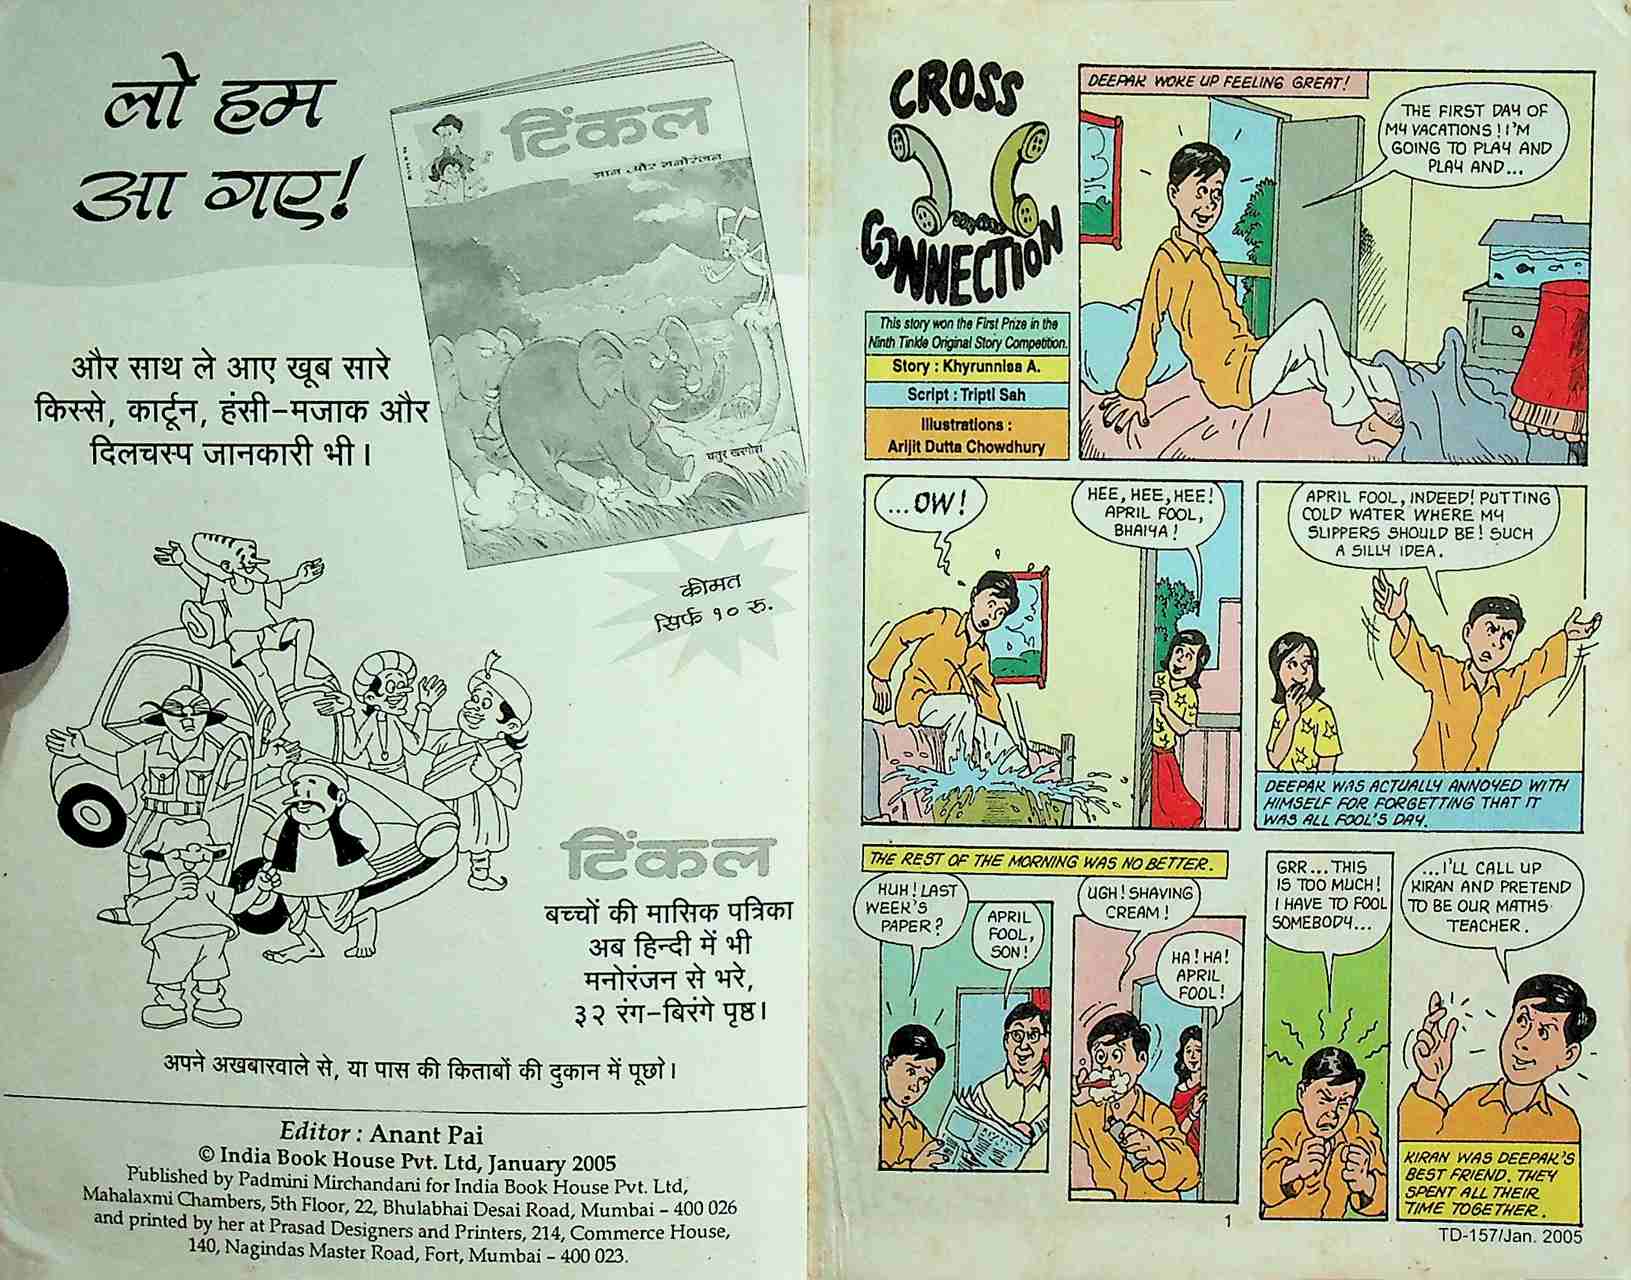 लो हम
आ गए!
टिंकल
ज्ञान और मनोरंजन
चतुर खरगोश
और साथ ले आए खूब सारे
किस्से, कार्टून, हंसी-मजाक और
दिलचस्प जानकारी भी।
कीमत
सिर्फ १० रु.
टिंकल
बच्चों की मासिक पत्रिका
अब हिन्दी में भी
मनोरंजन से भरे,
३२ रंग-बिरंगे पृष्ठ।
अपने अखबारवाले से, या पास की किताबों की दुकान में पूछो।
Editor : Anant Pai
© India Book House Pvt. Ltd, January 2005
Published by Padmini Mirchandani for India Book House Pvt. Ltd,
Mahalaxmi Chambers, 5th Floor, 22, Bhulabhai Desai Road, Mumbai – 400 026
and printed by her at Prasad Designers and Printers, 214, Commerce House,
140, Nagindas Master Road, Fort, Mumbai – 400 023.
CROSS
CONNECTION
This story won the First Prize in the
Ninth Tinkle Original Story Competition.
Story : Khyrunnisa A.
Script : Tripti Sah
Illustrations :
Arijit Dutta Chowdhury
DEEPAK WOKE UP FEELING GREAT!
THE FIRST DAY OF
MY VACATIONS! I'M
GOING TO PLAY AND
PLAY AND...
...OW!
HEE, HEE, HEE!
APRIL FOOL,
BHAIYA!
APRIL FOOL, INDEED! PUTTING
COLD WATER WHERE MY
SLIPPERS SHOULD BE! SUCH
A SILLY IDEA.
DEEPAK WAS ACTUALLY ANNOYED WITH
HIMSELF FOR FORGETTING THAT IT
WAS ALL FOOL'S DAY.
THE REST OF THE MORNING WAS NO BETTER.
HUH! LAST
WEEK'S
PAPER?
APRIL
FOOL,
SON!
UGH! SHAVING
CREAM!
HA! HA!
APRIL
FOOL!
GRR... THIS
IS TOO MUCH!
I HAVE TO FOOL
SOMEBODY...
...I'LL CALL UP
KIRAN AND PRETEND
TO BE OUR MATHS
TEACHER.
KIRAN WAS DEEPAK'S
BEST FRIEND. THEY
SPENT ALL THEIR
TIME TOGETHER.
1
TD-157/Jan. 2005